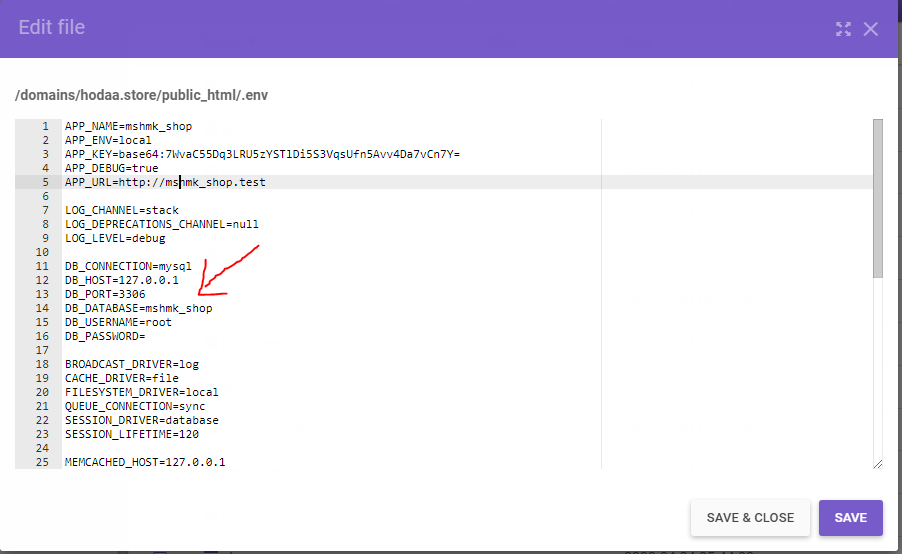 Edit file
/domains/hodaa.store/public_html/.env
1 APP_NAME=mshmk_shop
2 APP_ENV=local
3 APP_KEY=base64:7WvaC55Dq3LRU5zYSTlDi5S3VqsUfn5Avv4Da7vCn7Y=
4 APP_DEBUG=true
5 APP_URL=http://mshmk_shop.test
6
7 LOG_CHANNEL=stack
8 LOG_DEPRECATIONS_CHANNEL=null
9 LOG_LEVEL=debug
10
11 DB_CONNECTION=mysql
12 DB_HOST=127.0.0.1
13 DB_PORT=3306
14 DB_DATABASE=mshmk_shop
15 DB_USERNAME=root
16 DB_PASSWORD=
17
18 BROADCAST_DRIVER=log
19 CACHE_DRIVER=file
20 FILESYSTEM_DRIVER=local
21 QUEUE_CONNECTION=sync
22 SESSION_DRIVER=database
23 SESSION_LIFETIME=120
24
25 MEMCACHED_HOST=127.0.0.1
SAVE & CLOSE
SAVE